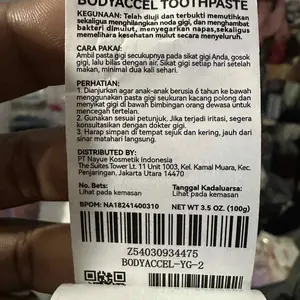 BODYACCEL TOOTHPASTE
KEGUNAAN: Telah diuji dan terbukti memutihkan
sekaligus menghilangkan noda gigi, dan menghambat
bakteri dimulut, menyegarkan napas,sekaligus
memelihara kesehatan mulut secara menyeluruh.
CARA PAKAI:
Ambil pasta gigi secukupnya pada sikat gigi Anda, gosok
gigi, lalu bilas dengan air. Sikat gigi setiap hari setelah
makan, minimal dua kali sehari.
PERHATIAN:
1. Dianjurkan agar anak-anak berusia 6 tahun ke bawah
menggunakan pasta gigi seukuran kacang polong dan
menyikat gigi di bawah bimbingan orang dewasa untuk
mencegah tertelan.
2. Gunakan sesuai petunjuk, Jika terjadi iritasi, segera
konsultasikan dengan dokter gigi.
3. Harap simpan di tempat sejuk dan kering, jauh dari
sinar matahari langsung.
DISTRIBUTED BY:
PT Nayue Kosmetik Indonesia
The Suites Tower Lt. 11 Unit 1003, Kel. Kamal Muara, Kec.
Penjaringan, Jakarta Utara 14470
No. Bets: Tanggal Kadaluarsa:
Lihat pada kemasan Lihat pada kemasan
BPOM: NA18241400310 NET WT 3.5 OZ. (100g)
Z54030934475
BODYACCEL-YG-2